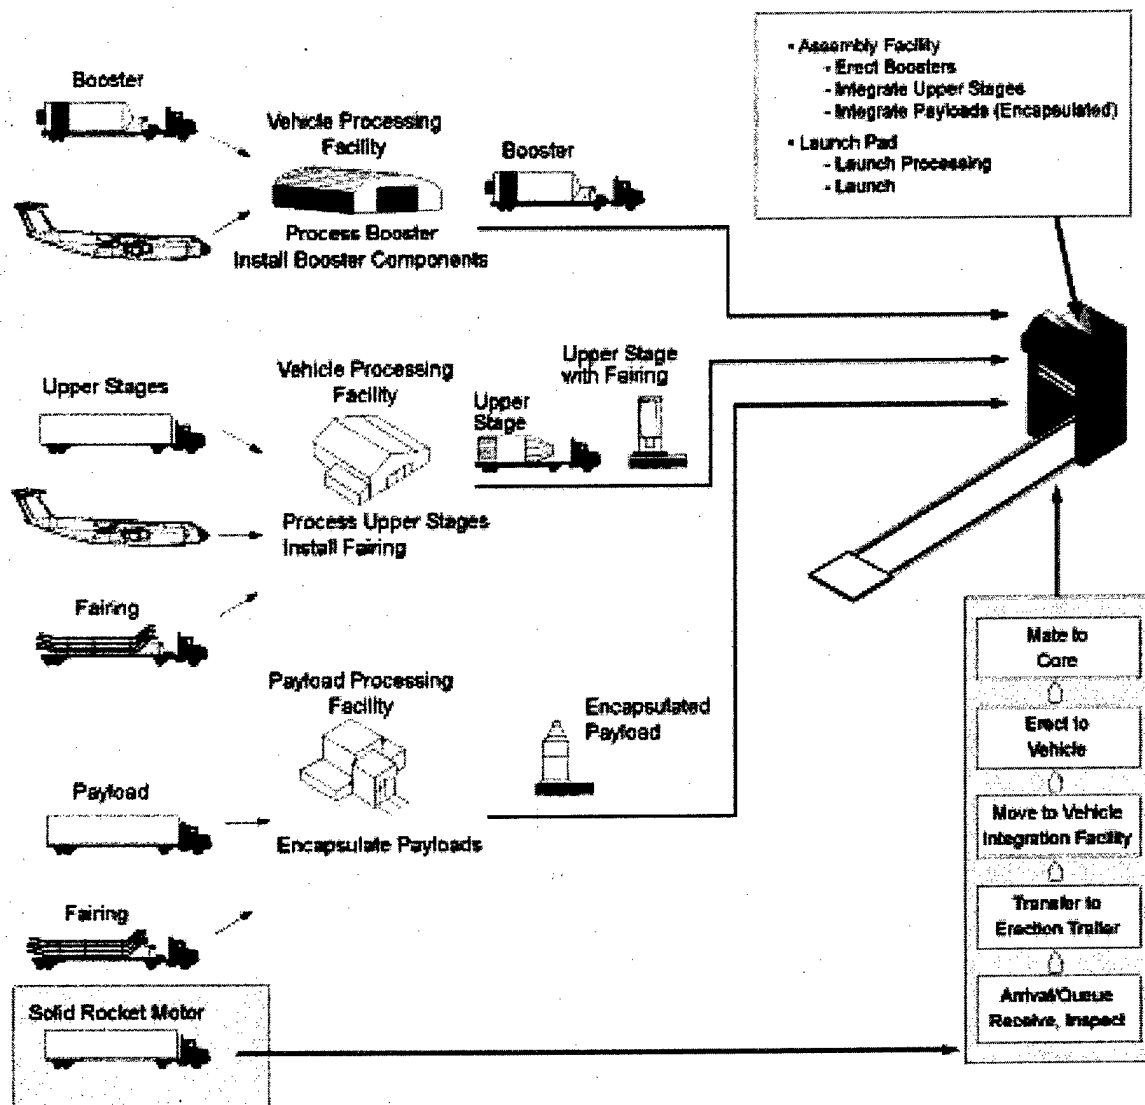 • Assembly Facility
- Erect Boosters
- Integrate Upper Stages
- Integrate Payloads (Encapsulated)
• Launch Pad
- Launch Processing
- Launch
Booster
Vehicle Processing
Facility
Booster
Process Booster
Install Booster Components
Upper Stages
Vehicle Processing
Facility
Upper
Stage
Upper Stage
with Fairing
Process Upper Stages
Install Fairing
Fairing
Payload Processing
Facility
Encapsulated
Payload
Payload
Encapsulate Payloads
Fairing
Solid Rocket Motor
Mate to
Core
Erect to
Vehicle
Move to Vehicle
Integration Facility
Transfer to
Erection Trailer
Arrival/Queue
Receive, Inspect